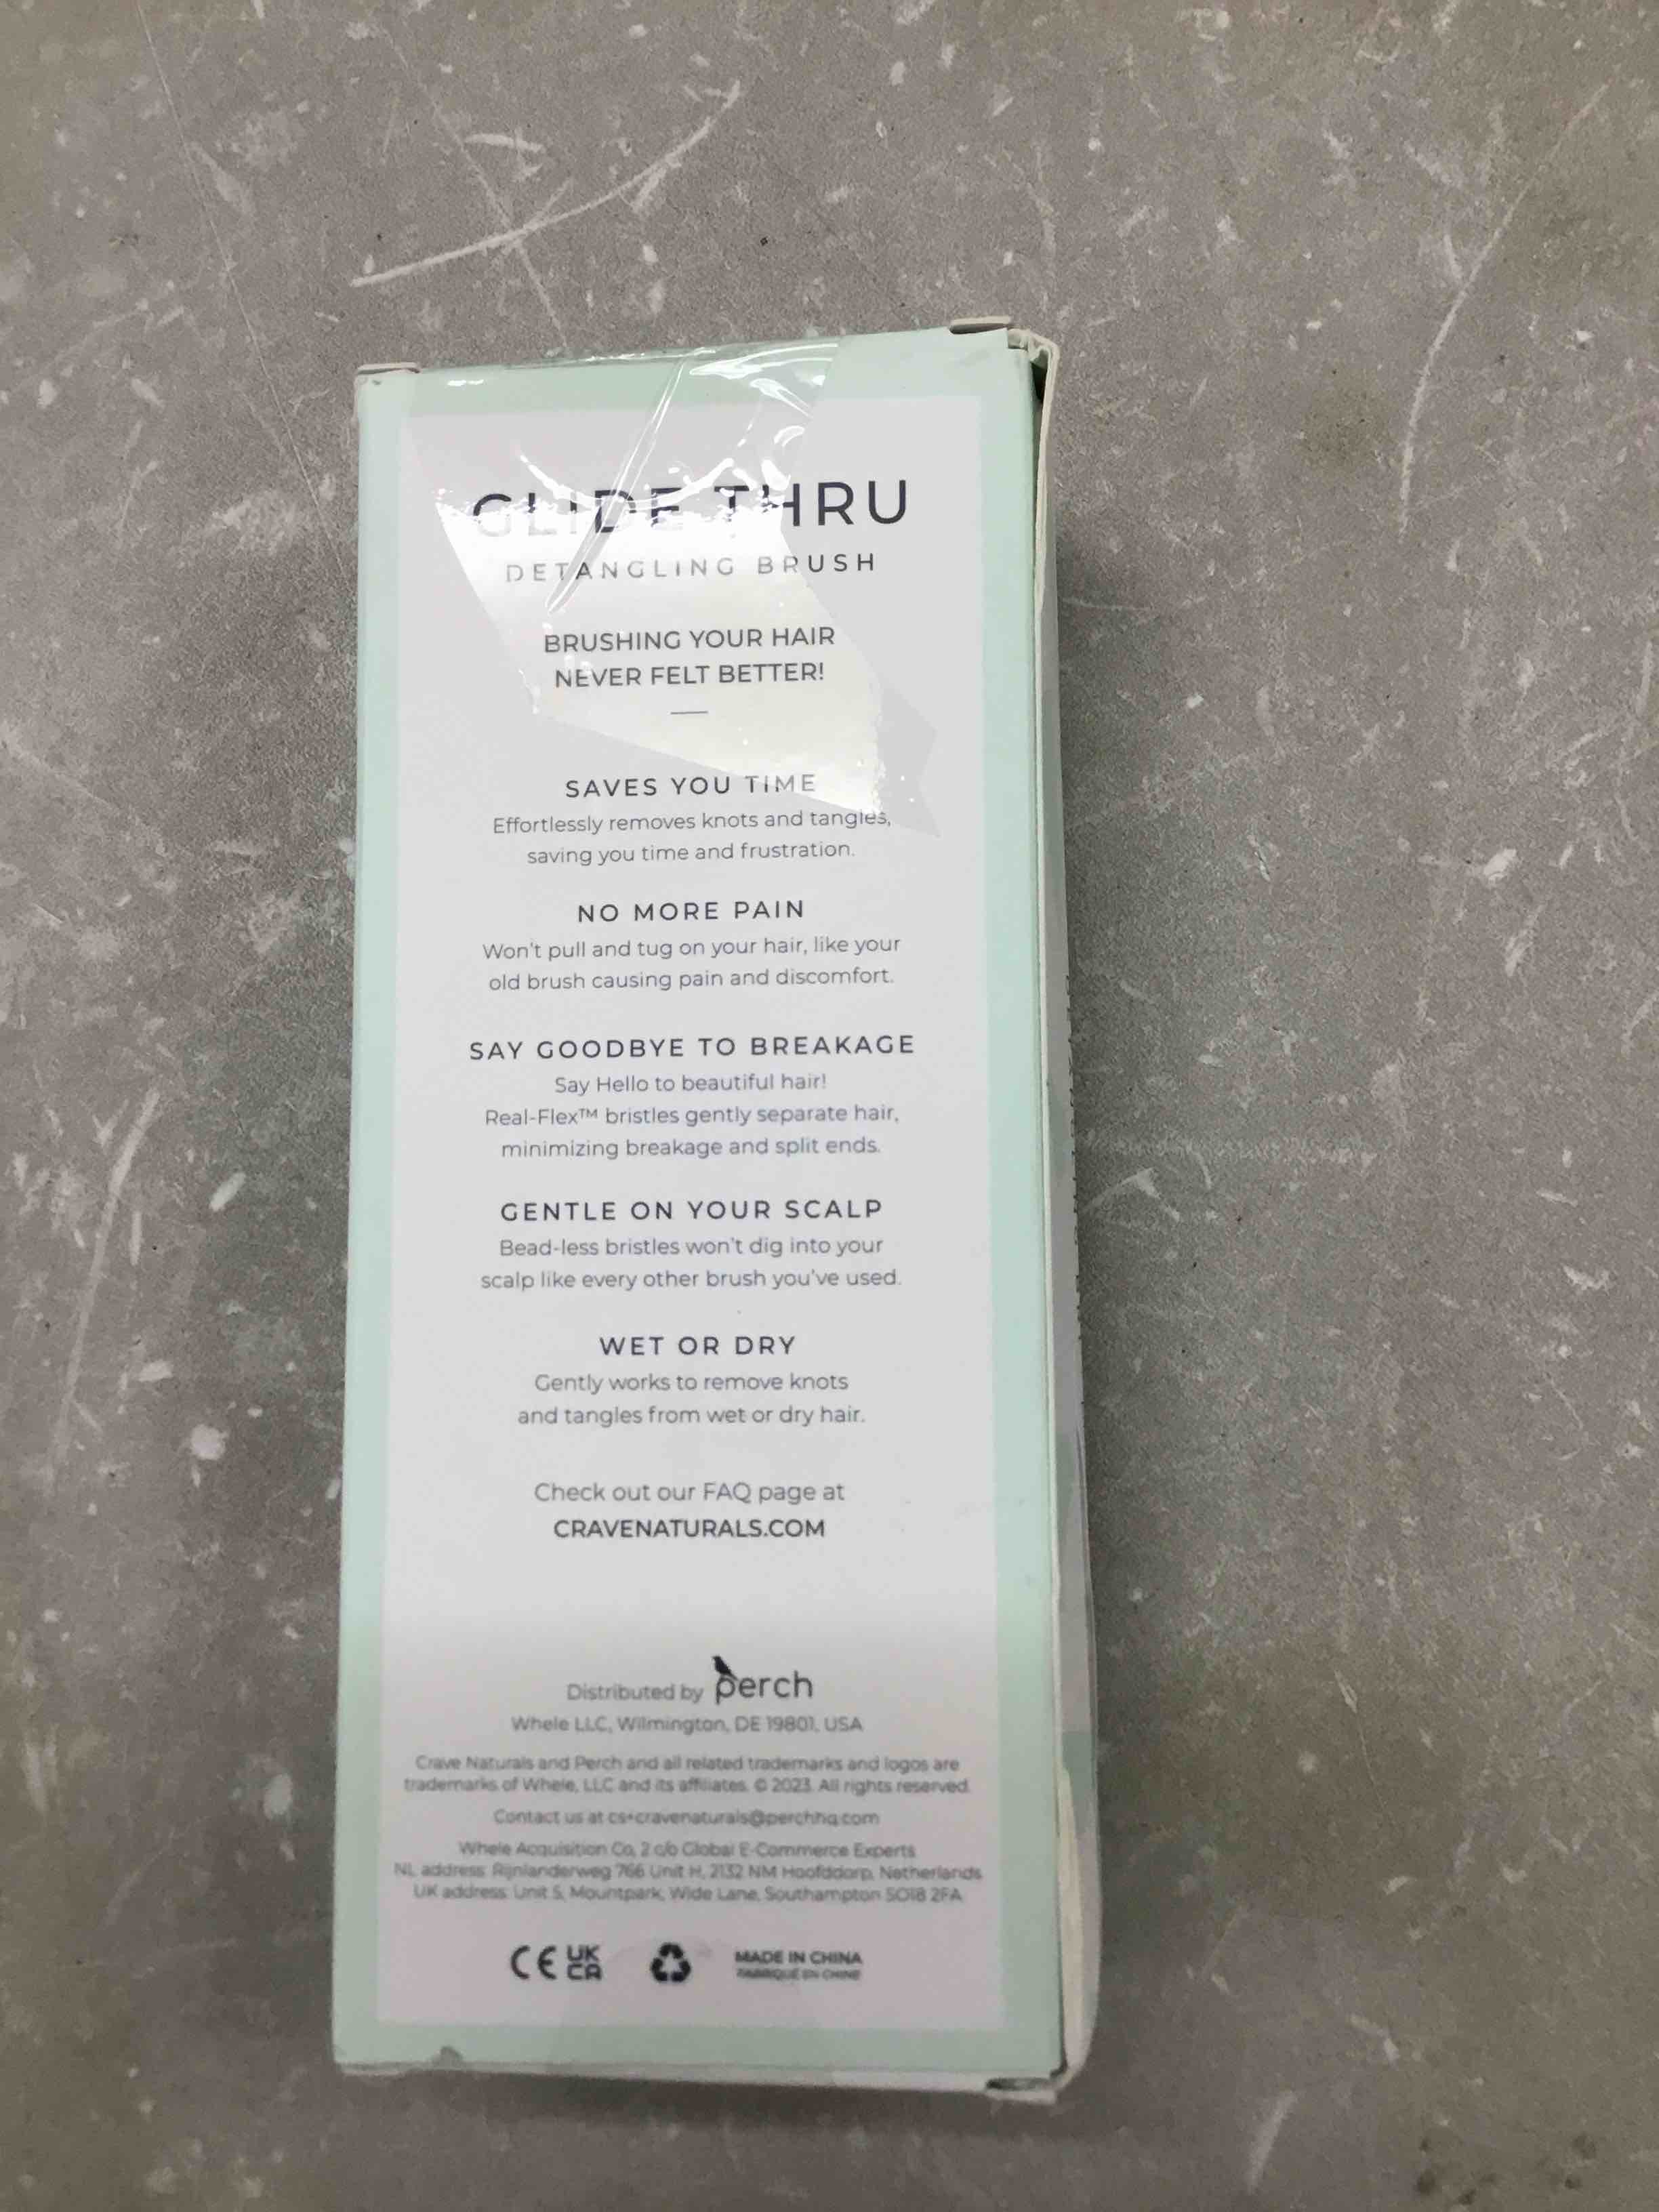 GLIDE THRU
DETANGLING BRUSH
BRUSHING YOUR HAIR
NEVER FELT BETTER!
SAVES YOU TIME
Effortlessly removes knots and tangles,
saving you time and frustration.
NO MORE PAIN
Won't pull and tug on your hair, like your
old brush causing pain and discomfort.
SAY GOODBYE TO BREAKAGE
Say Hello to beautiful hair!
Real-Flex™ bristles gently separate hair,
minimizing breakage and split ends.
GENTLE ON YOUR SCALP
Bead-less bristles won't dig into your
scalp like every other brush you've used.
WET OR DRY
Gently works to remove knots
and tangles from wet or dry hair.
Check out our FAQ page at
CRAVENATURALS.COM
Distributed by perch
Whele LLC, Wilmington, DE 19801, USA
Crave Naturals and Perch and all related trademarks and logos are
trademarks of Whele, LLC and its affiliates. © 2023. All rights reserved.
Contact us at cs+cravenaturals@perchhq.com
Whele Acquisition Co, 2 c/o Global E-Commerce Experts
NL address: Rijnlanderweg 766 Unit H, 2132 NM Hoofddorp, Netherlands
UK address: Unit 5, Mountpark, Wide Lane, Southampton SO18 2FA
CE UK CA MADE IN CHINA
FABRIQUÉ EN CHINE